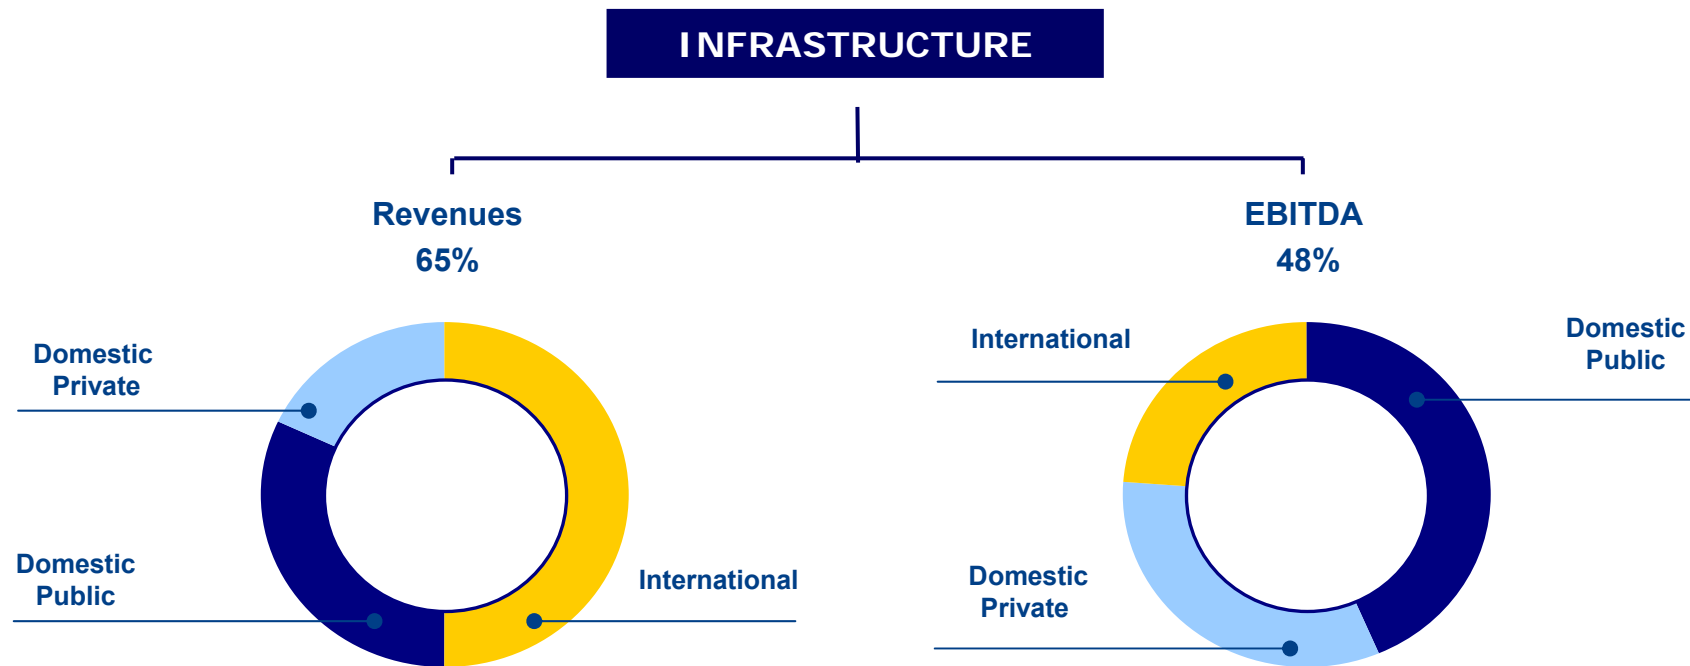 INFRASTRUCTURE
Revenues
65%
EBITDA
48%
Domestic
Private
Domestic
Public
International
International
Domestic
Public
Domestic
Private